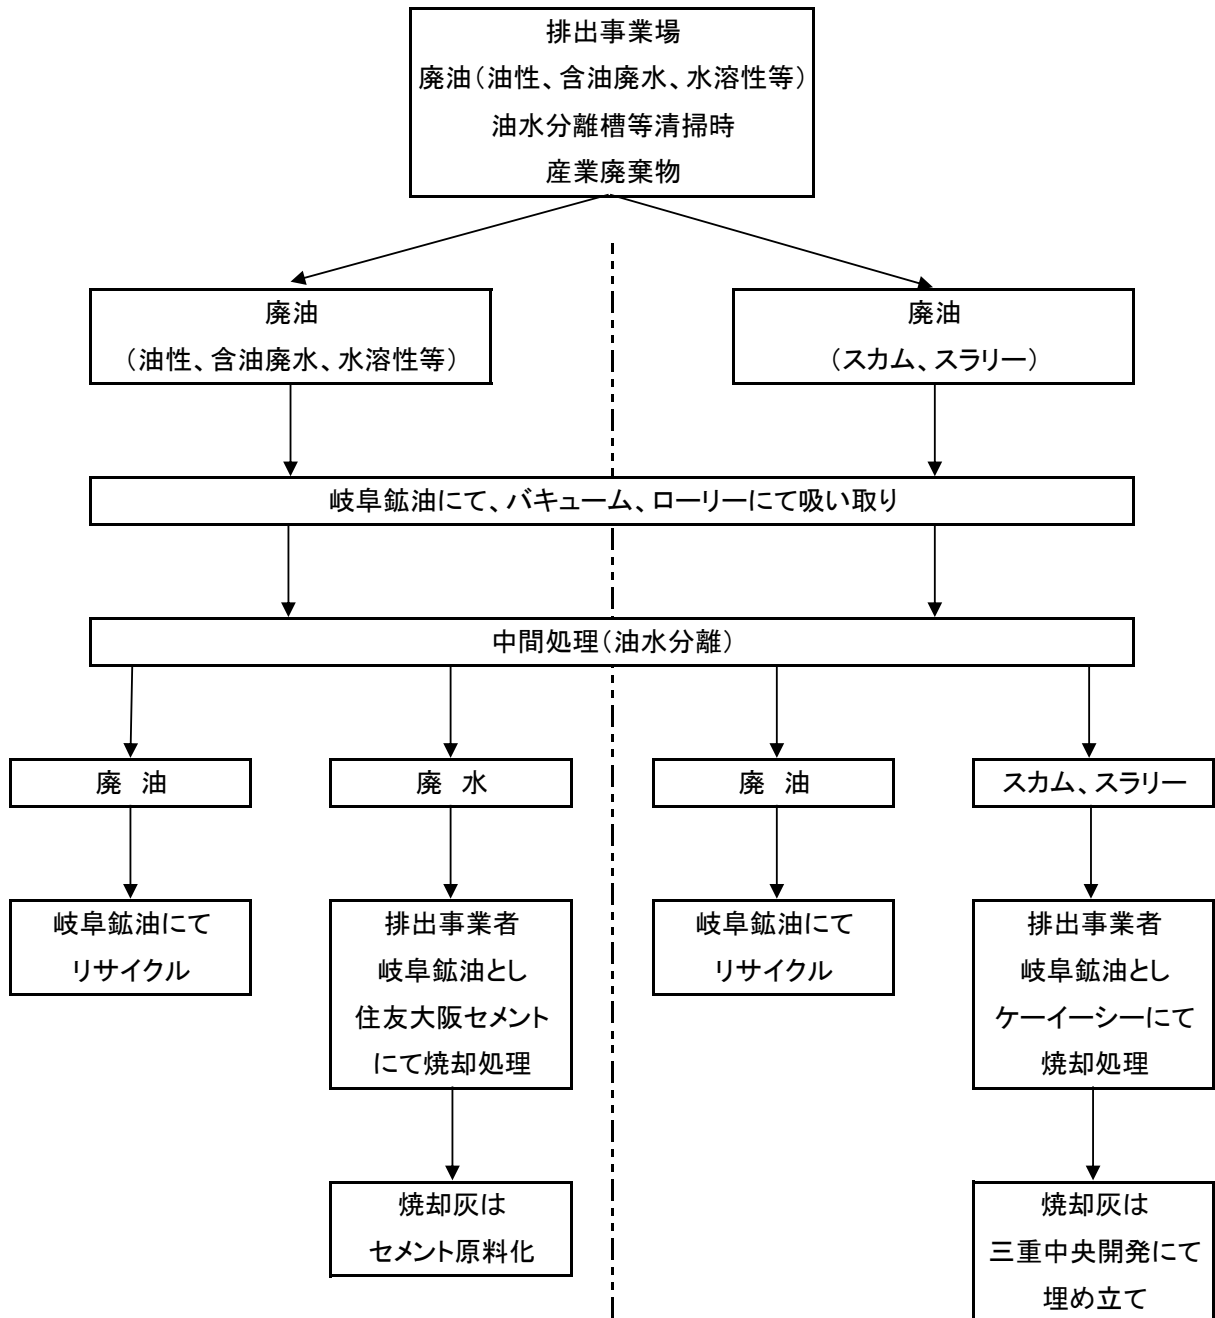 排出事業場
廃油（油性、含油廃水、水溶性等）
油水分離槽等清掃時
産業廃棄物
廃油
（油性、含油廃水、水溶性等）
廃油
（スカム、スラリー）
岐阜鉱油にて、バキューム、ローリーにて吸い取り
中間処理（油水分離）
廃　油
廃　水
廃　油
スカム、スラリー
岐阜鉱油にて
リサイクル
排出事業者
岐阜鉱油とし
住友大阪セメント
にて焼却処理
岐阜鉱油にて
リサイクル
排出事業者
岐阜鉱油とし
ケーイーシーにて
焼却処理
焼却灰は
セメント原料化
焼却灰は
三重中央開発にて
埋め立て